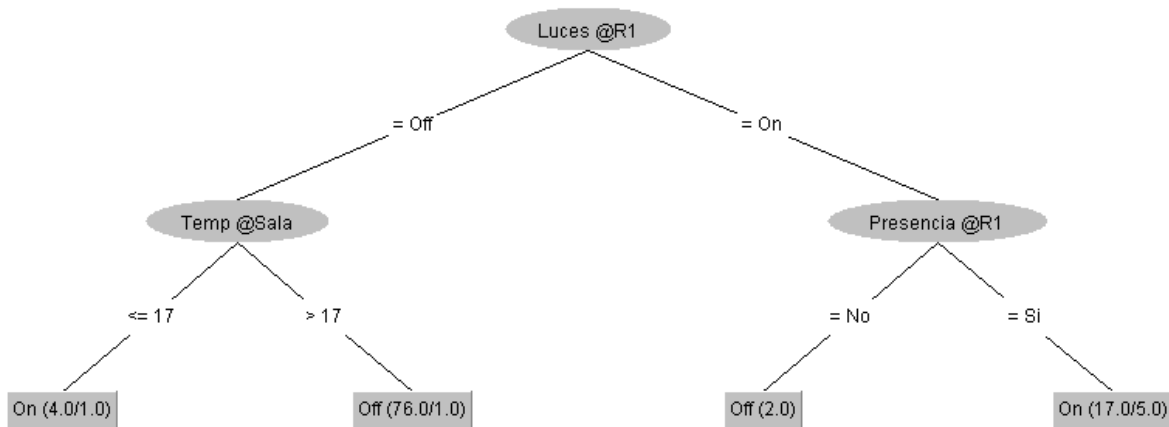 Luces @R1
= Off
= On
Temp @Sala
Presencia @R1
<= 17
> 17
= No
= Si
On (4.0/1.0)
Off (76.0/1.0)
Off (2.0)
On (17.0/5.0)